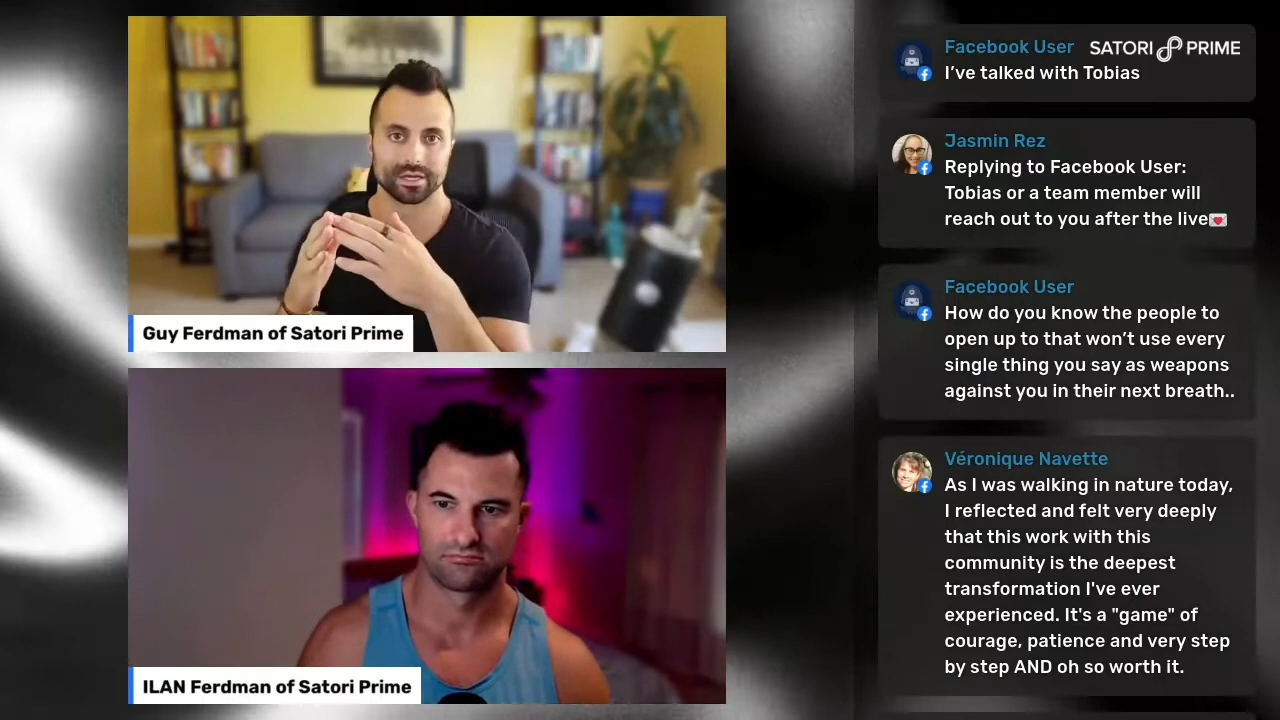 Guy Ferdman of Satori Prime
ILAN Ferdman of Satori Prime
SATORI PRIME
Facebook User
I’ve talked with Tobias
Jasmin Rez
Replying to Facebook User:
Tobias or a team member will
reach out to you after the live💌
Facebook User
How do you know the people to
open up to that won’t use every
single thing you say as weapons
against you in their next breath..
Véronique Navette
As I was walking in nature today,
I reflected and felt very deeply
that this work with this
community is the deepest
transformation I've ever
experienced. It's a "game" of
courage, patience and very step
by step AND oh so worth it.